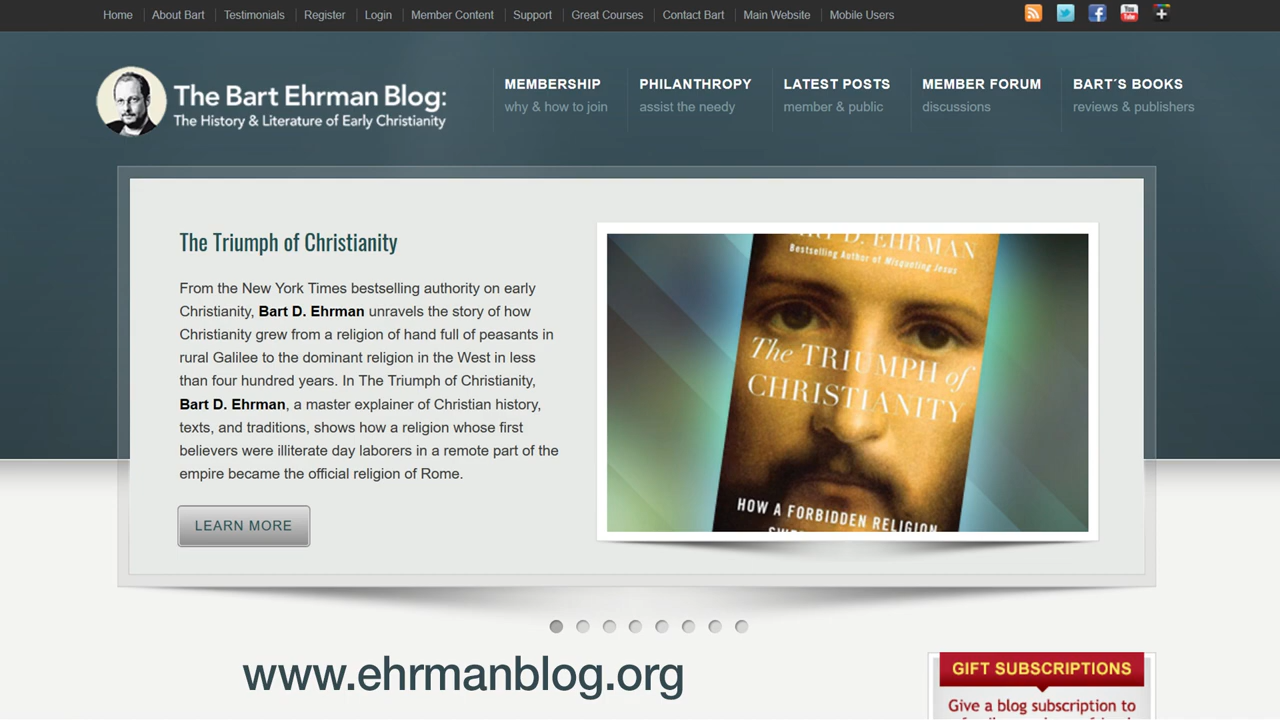 Home
About Bart
Testimonials
Register
Login
Member Content
Support
Great Courses
Contact Bart
Main Website
Mobile Users
The Bart Ehrman Blog:
The History & Literature of Early Christianity
MEMBERSHIP
why & how to join
PHILANTHROPY
assist the needy
LATEST POSTS
member & public
MEMBER FORUM
discussions
BART´S BOOKS
reviews & publishers
The Triumph of Christianity
From the New York Times bestselling authority on early
Christianity, Bart D. Ehrman unravels the story of how
Christianity grew from a religion of hand full of peasants in
rural Galilee to the dominant religion in the West in less
than four hundred years. In The Triumph of Christianity,
Bart D. Ehrman, a master explainer of Christian history,
texts, and traditions, shows how a religion whose first
believers were illiterate day laborers in a remote part of the
empire became the official religion of Rome.
LEARN MORE
D. EHRMAN
Bestselling Author of Misquoting Jesus
The TRIUMPH of
CHRISTIANITY
HOW A FORBIDDEN RELIGION
www.ehrmanblog.org
GIFT SUBSCRIPTIONS
Give a blog subscription to